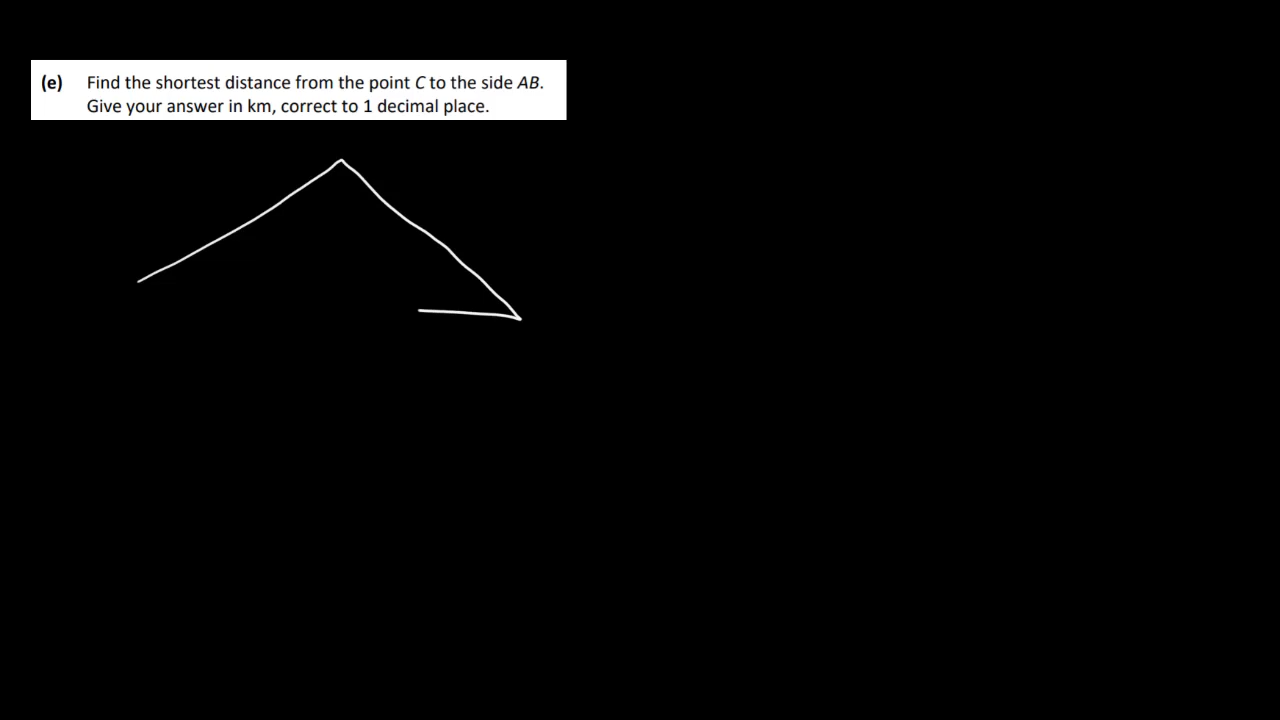 (e) Find the shortest distance from the point C to the side AB.
Give your answer in km, correct to 1 decimal place.